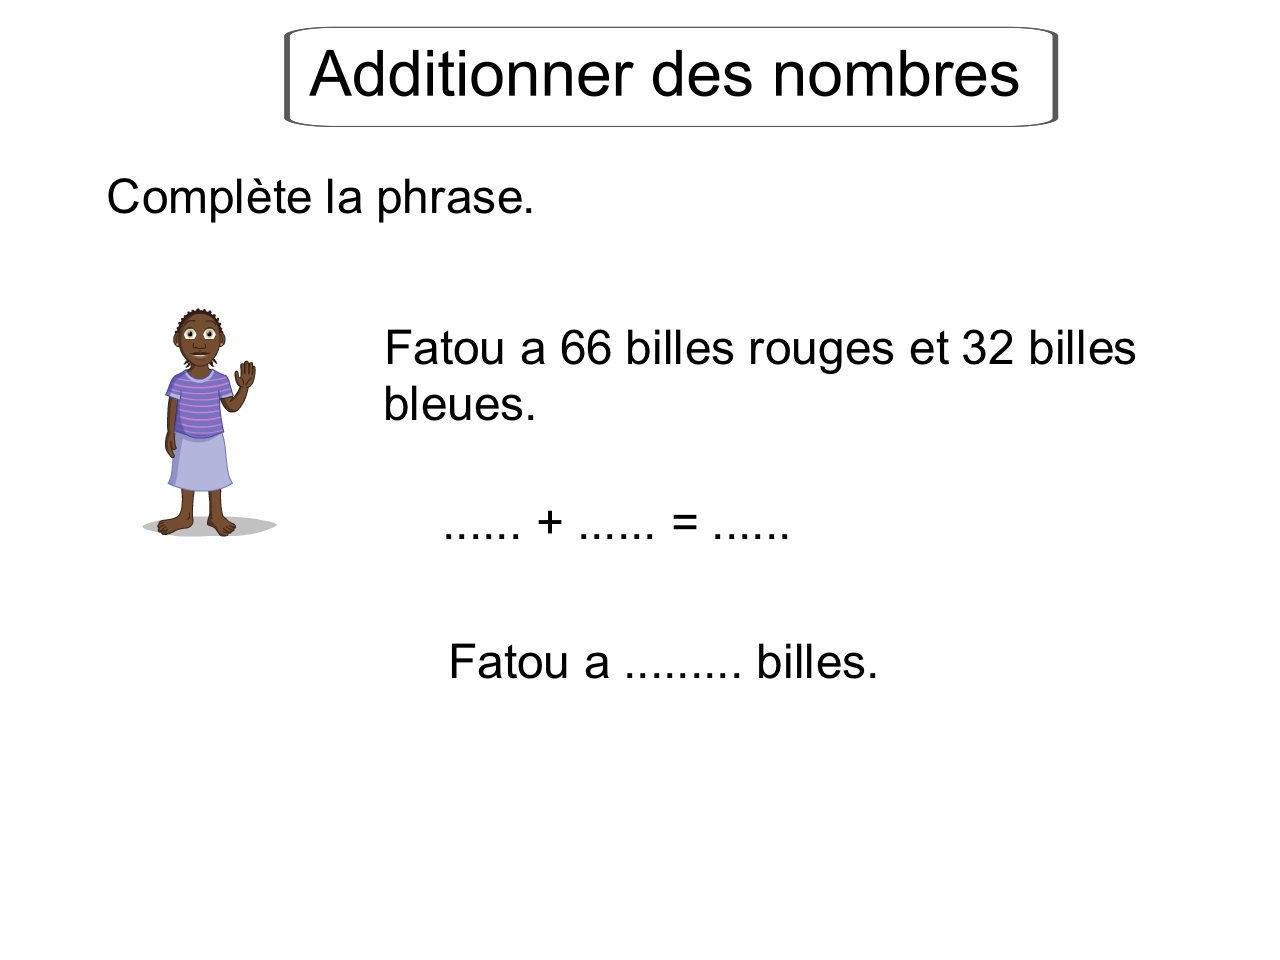 Additionner des nombres
Complète la phrase.
Fatou a 66 billes rouges et 32 billes
bleues.
...... + ...... = ......
Fatou a ......... billes.